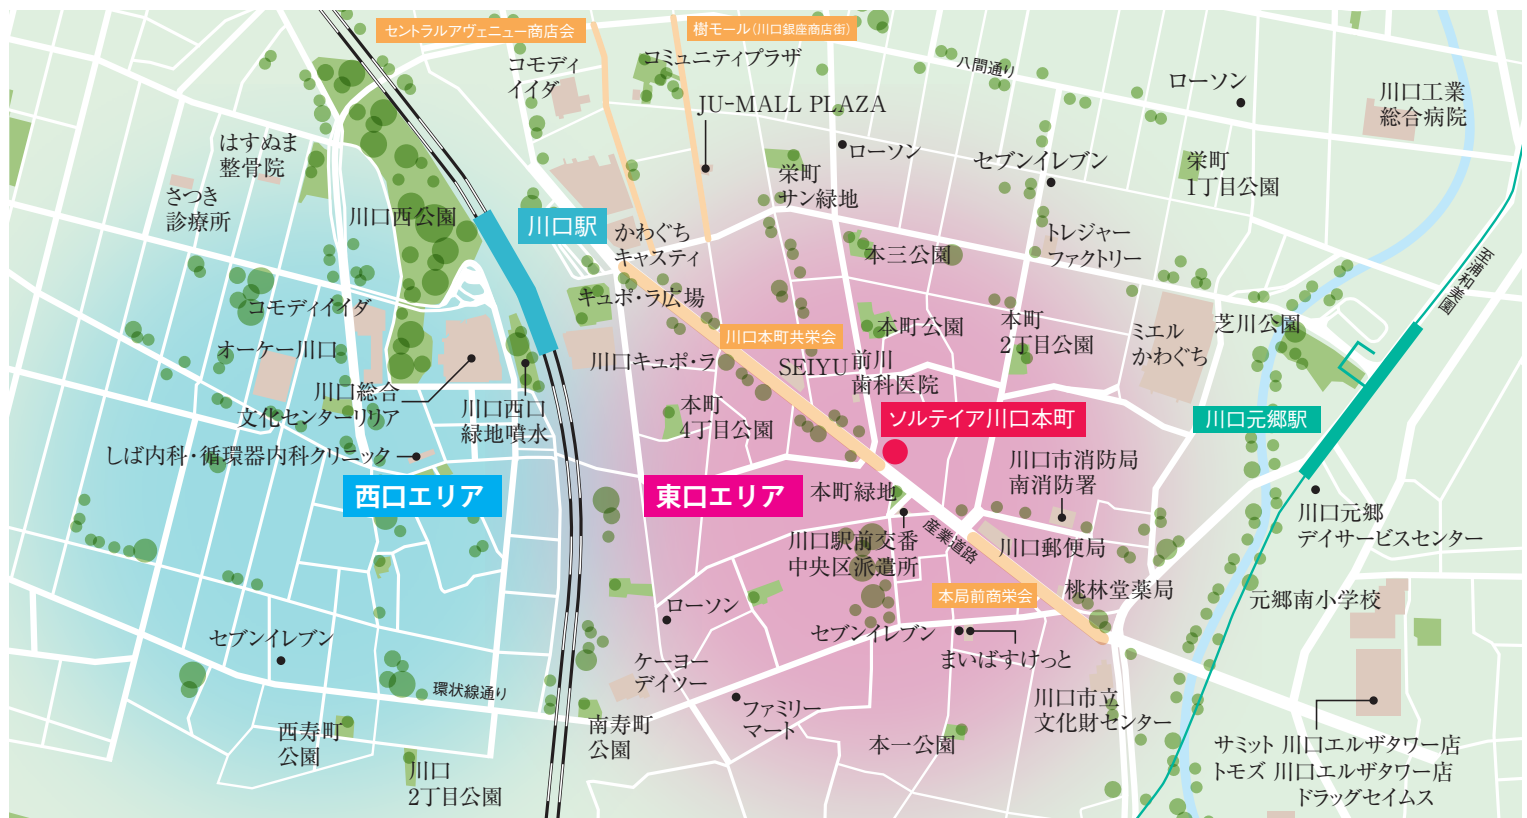 セントラルアヴェニュー商店会
樹モール(川口銀座商店街)
コモディ
イイダ
コミュニティプラザ
JU-MALL PLAZA
八間通り
ローソン
川口工業
総合病院
はすぬま
整骨院
さつき
診療所
川口西公園
川口駅
かわぐち
キャスティ
ローソン
栄町
サン緑地
セブンイレブン
栄町
1丁目公園
本三公園
トレジャー
ファクトリー
至浦和美園
コモディイイダ
キュポ・ラ広場
川口本町共栄会
本町公園
本町
2丁目公園
ミエル
かわぐち
芝川公園
オーケー川口
川口キュポ・ラ
SEIYU
前川
歯科医院
川口総合
文化センターリリア
川口西口
緑地噴水
本町
4丁目公園
ソルテイア川口本町
川口元郷駅
しば内科・循環器内科クリニック
西口エリア
東口エリア
本町緑地
川口市消防局
南消防署
川口元郷
デイサービスセンター
川口駅前交番
中央区派遣所
産業道路
川口郵便局
本局前商栄会
桃林堂薬局
元郷南小学校
ローソン
セブンイレブン
まいばすけっと
セブンイレブン
環状線通り
ケーヨー
デイツー
ファミリー
マート
川口市立
文化財センター
西寿町
公園
南寿町
公園
本一公園
川口
2丁目公園
サミット 川口エルザタワー店
トモズ 川口エルザタワー店
ドラッグセイムス